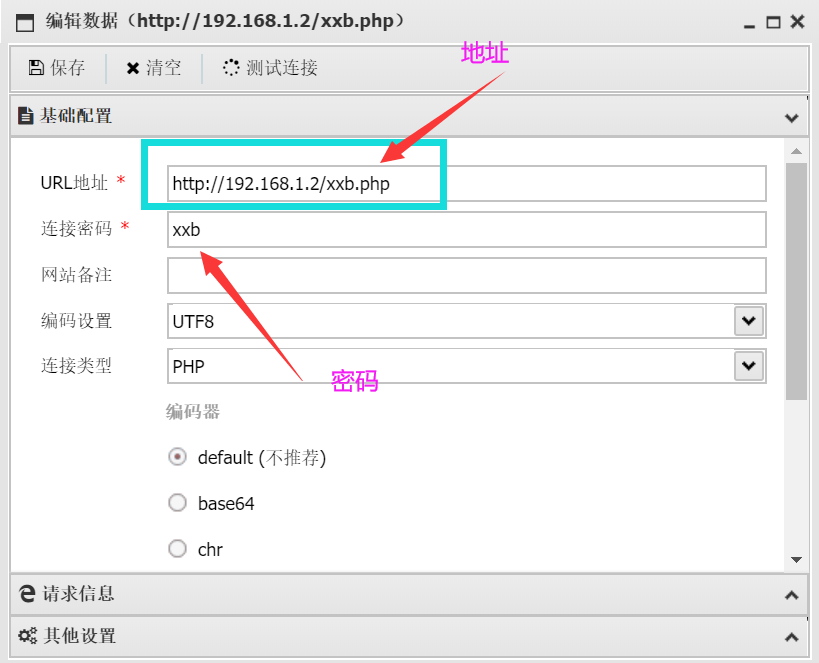 编辑数据（http://192.168.1.2/xxb.php）
保存 清空 测试连接
地址
基础配置
URL地址 * http://192.168.1.2/xxb.php
连接密码 * xxb
网站备注
编码设置 UTF8
连接类型 PHP
密码
编码器
default (不推荐)
base64
chr
请求信息
其他设置